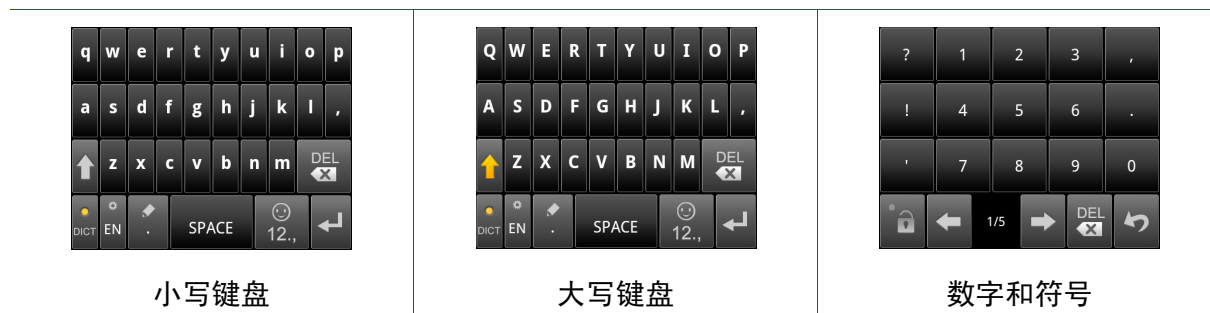 q w e r t y u i o p
a s d f g h j k l ,
z x c v b n m DEL
DICT EN . SPACE 12.,
小写键盘
Q W E R T Y U I O P
A S D F G H J K L ,
Z X C V B N M DEL
DICT EN . SPACE 12.,
大写键盘
? 1 2 3 ,
! 4 5 6 .
' 7 8 9 0
1/5 DEL
数字和符号